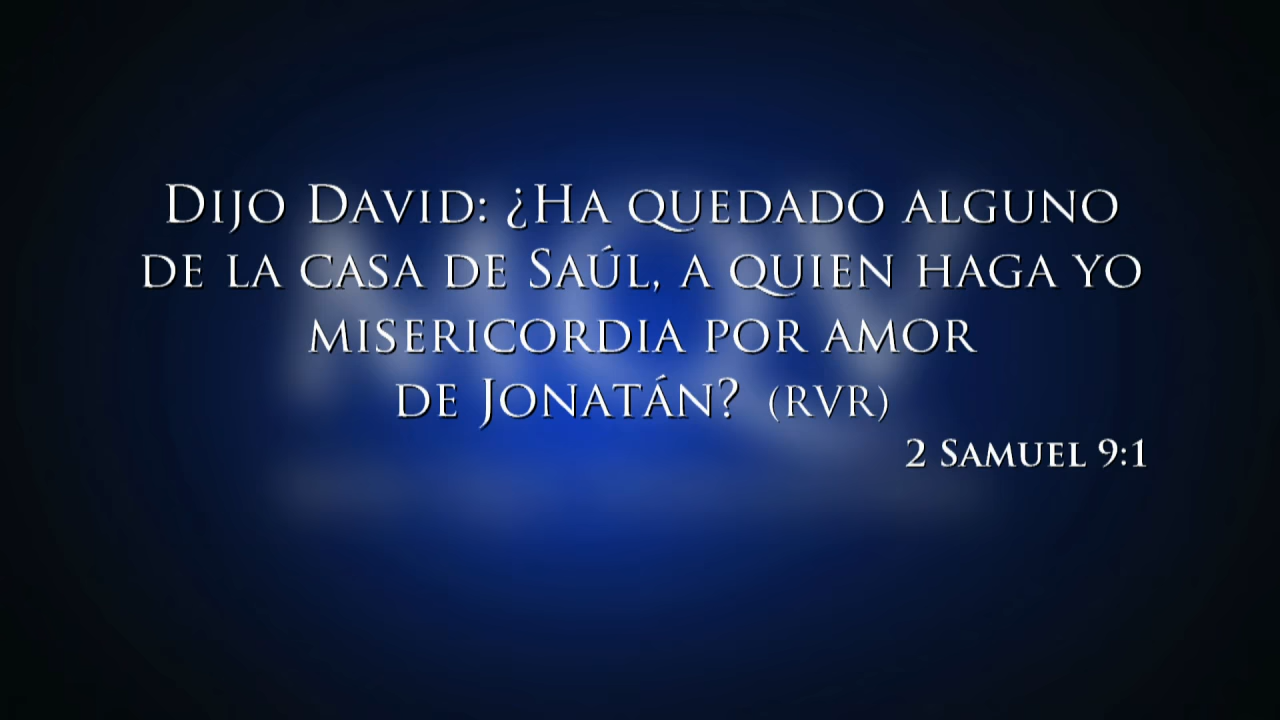 Dijo David: ¿Ha quedado alguno
de la casa de Saúl, a quien haga yo
misericordia por amor
de Jonatán? (RVR)
2 Samuel 9:1